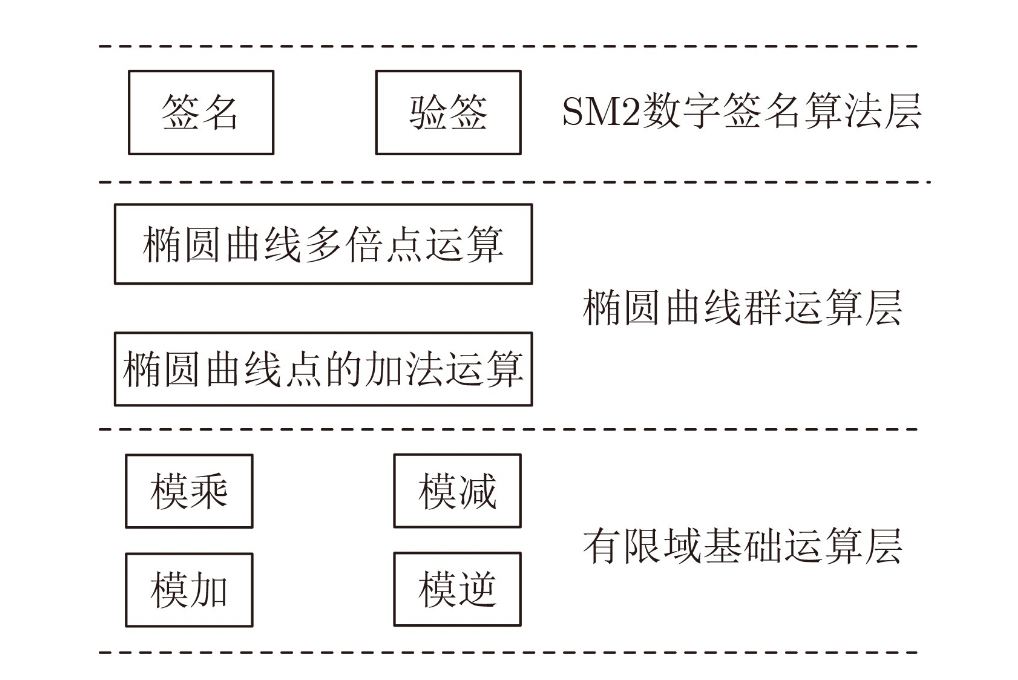 签名
验签
SM2数字签名算法层
椭圆曲线多倍点运算
椭圆曲线群运算层
椭圆曲线点的加法运算
模乘
模减
有限域基础运算层
模加
模逆